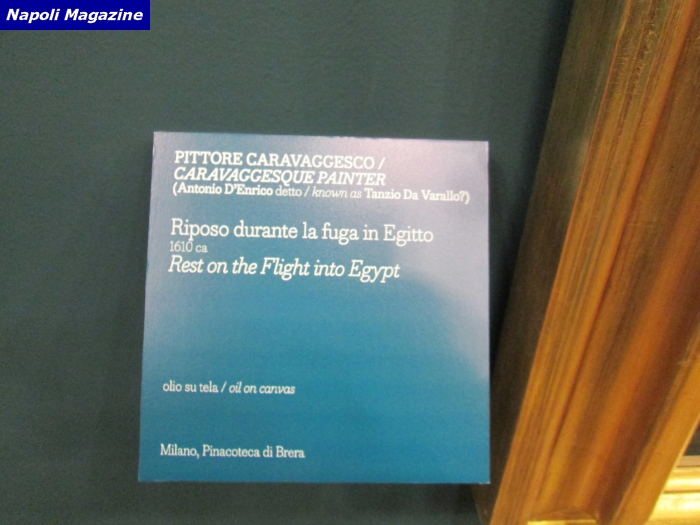 Napoli Magazine
PITTORE CARAVAGGESCO /
CARAVAGGESQUE PAINTER
(Antonio D'Enrico detto / known as Tanzio Da Varallo?)
Riposo durante la fuga in Egitto
1610 ca
Rest on the Flight into Egypt
olio su tela / oil on canvas
Milano, Pinacoteca di Brera